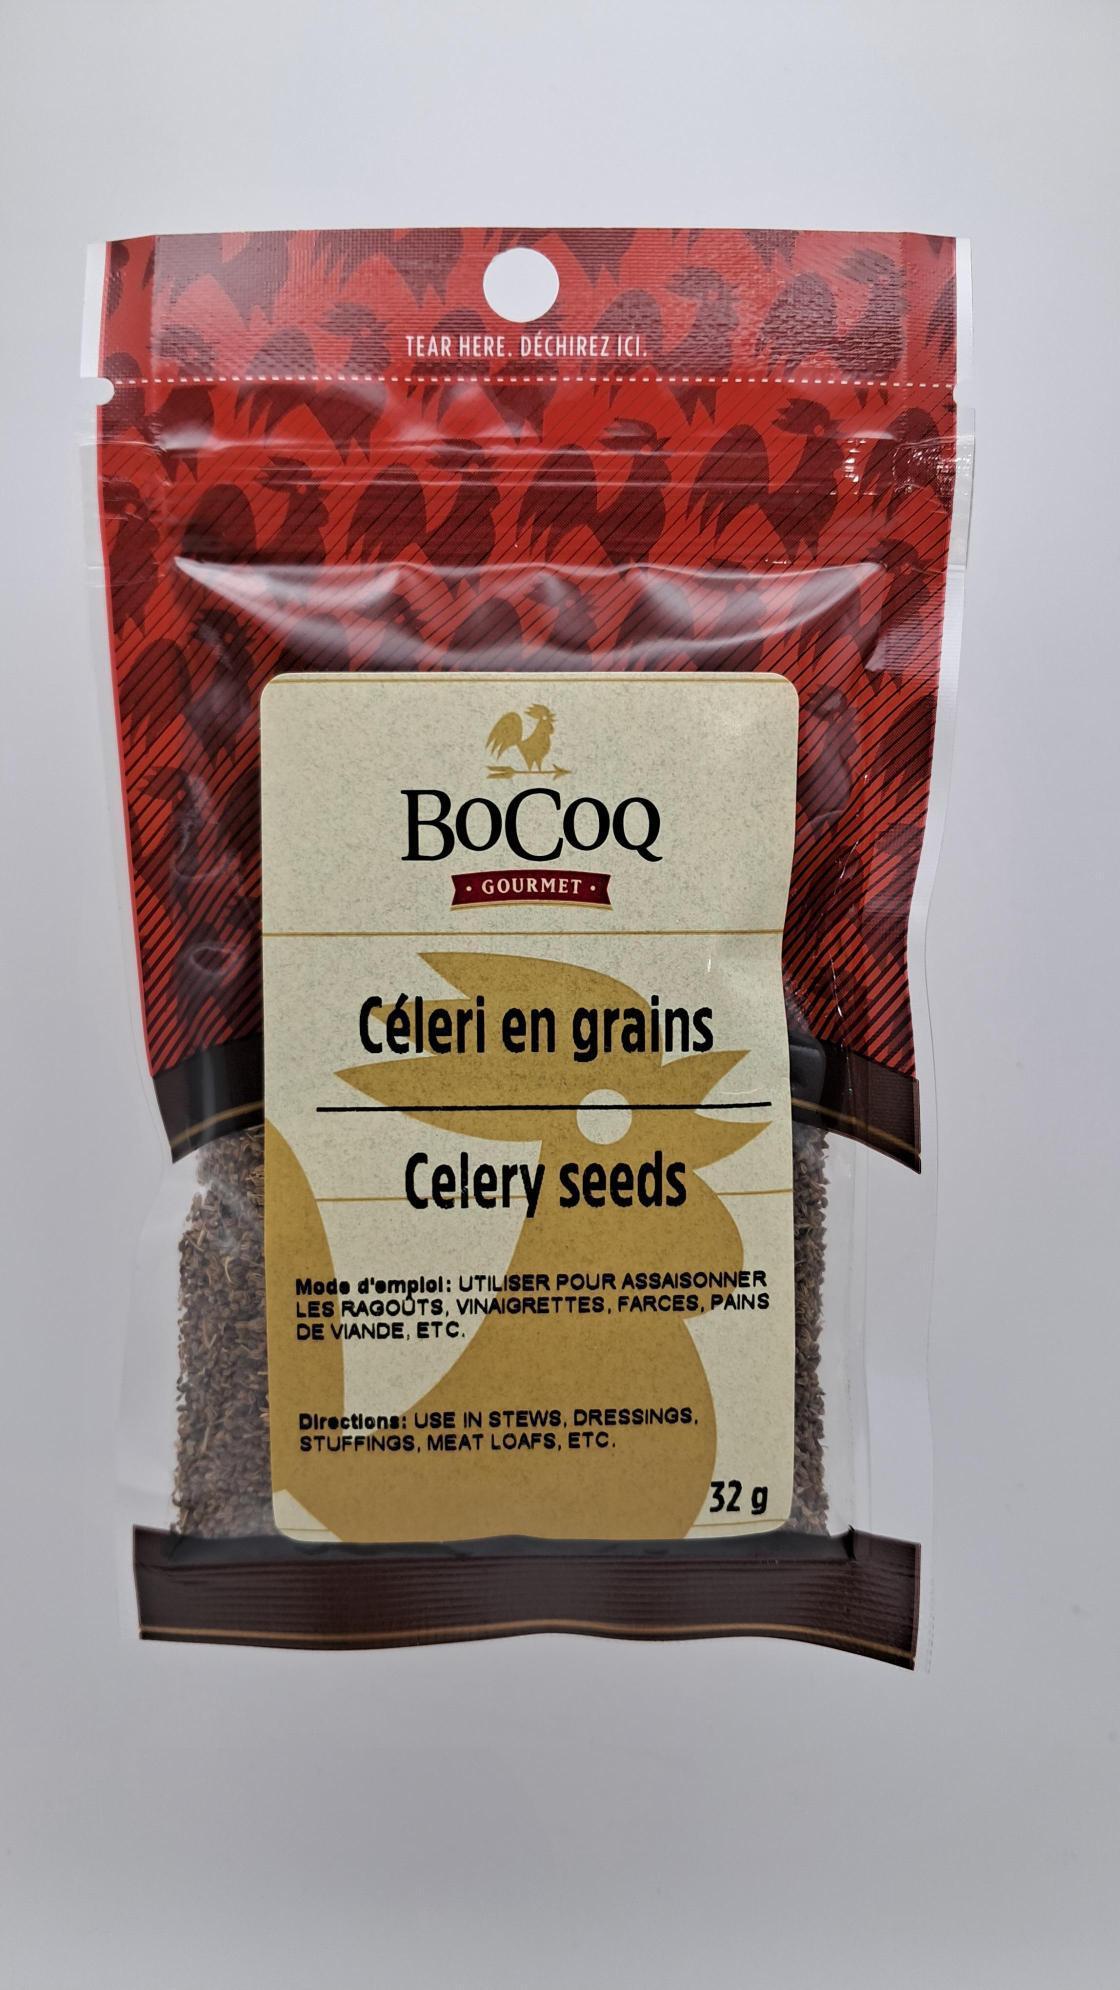 TEAR HERE. DÉCHIREZ ICI.
BOCOQ
· GOURMET ·
Céleri en grains
Celery seeds
Mode d'emploi: UTILISER POUR ASSAISONNER
LES RAGOÛTS, VINAIGRETTES, FARCES, PAINS
DE VIANDE, ETC.
Directions: USE IN STEWS, DRESSINGS,
STUFFINGS, MEAT LOAFS, ETC.
32 g